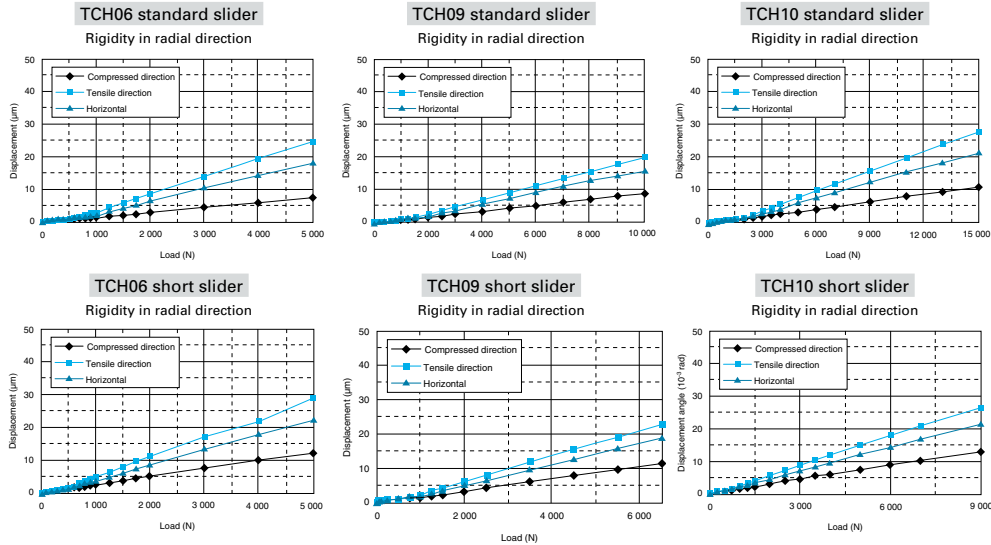 TCH06 standard slider
Rigidity in radial direction
50
40
30
20
10
0
Displacement (µm)
Compressed direction
Tensile direction
Horizontal
0
1 000
2 000
3 000
4 000
5 000
Load (N)
TCH09 standard slider
Rigidity in radial direction
50
40
30
20
10
0
Displacement (µm)
Compressed direction
Tensile direction
Horizontal
0
2 000
4 000
6 000
8 000
10 000
Load (N)
TCH10 standard slider
Rigidity in radial direction
50
40
30
20
10
0
Displacement (µm)
Compressed direction
Tensile direction
Horizontal
0
3 000
6 000
9 000
12 000
15 000
Load (N)
TCH06 short slider
Rigidity in radial direction
50
40
30
20
10
0
Displacement (µm)
Compressed direction
Tensile direction
Horizontal
0
1 000
2 000
3 000
4 000
5 000
Load (N)
TCH09 short slider
Rigidity in radial direction
50
40
30
20
10
0
Displacement (µm)
Compressed direction
Tensile direction
Horizontal
0
2 000
4 000
6 000
Load (N)
TCH10 short slider
Rigidity in radial direction
50
40
30
20
10
0
Displacement angle (10⁻³ rad)
Compressed direction
Tensile direction
Horizontal
0
3 000
6 000
9 000
Load (N)